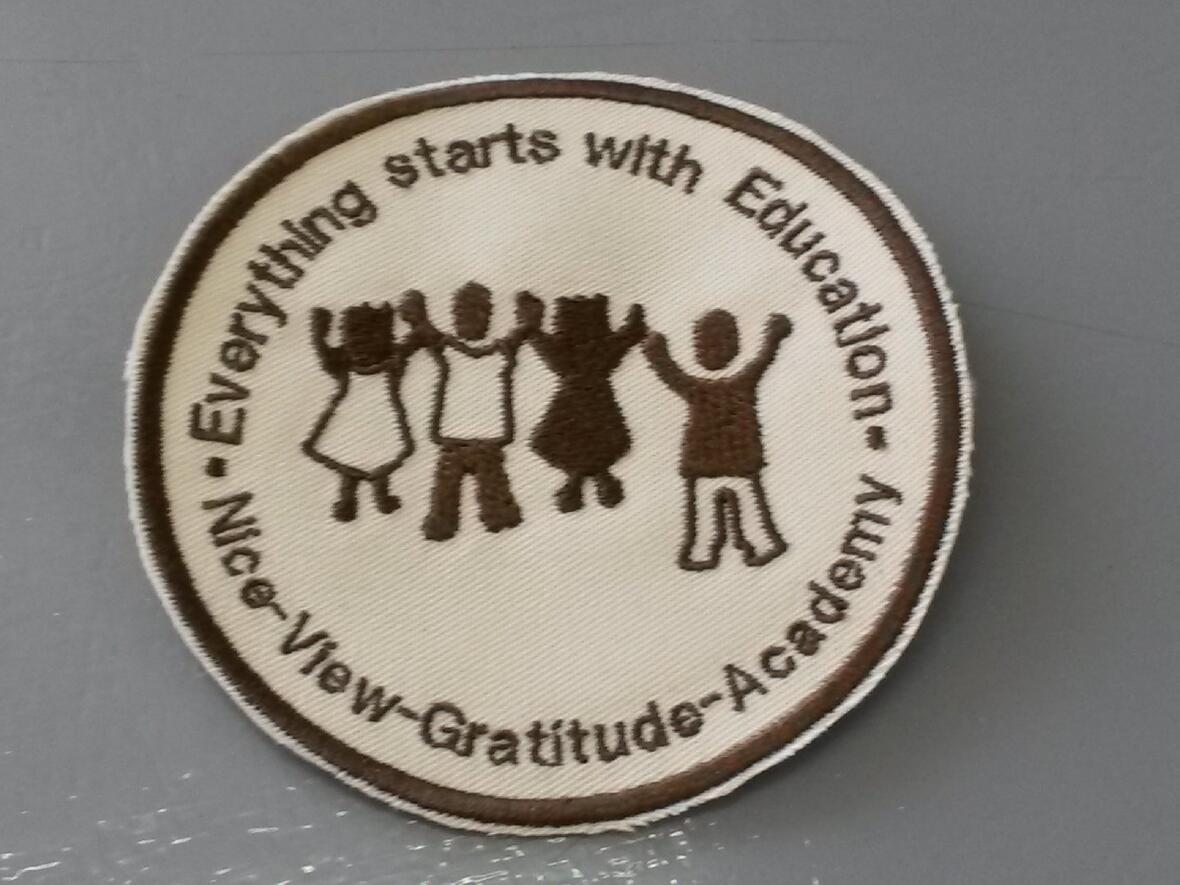 Everything starts with Education
Nice-View-Gratitude-Academy